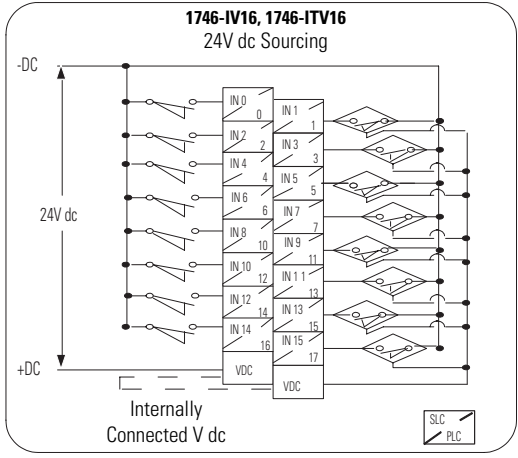 1746-IV16, 1746-ITV16
24V dc Sourcing
-DC
IN 0
0
IN 1
1
IN 2
2
IN 3
3
IN 4
4
IN 5
5
IN 6
6
IN 7
7
24V dc
IN 8
10
IN 9
11
IN 10
12
IN 11
13
IN 12
14
IN 13
15
IN 14
16
IN 15
17
+DC
VDC
VDC
Internally
Connected V dc
SLC
PLC